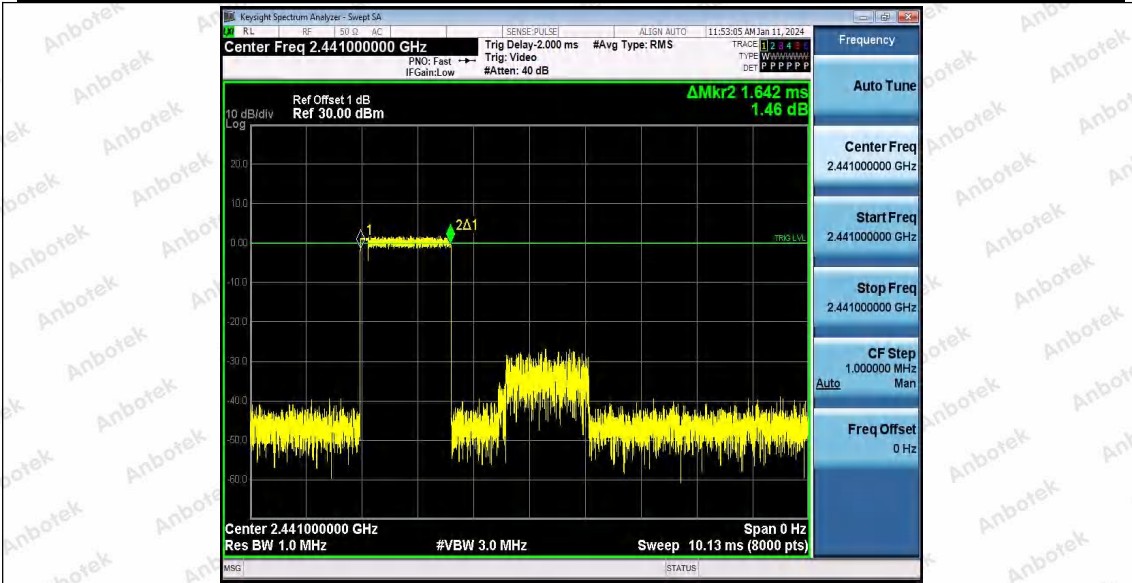 Keysight Spectrum Analyzer - Swept SA
RL RF 50 Ω AC SENSE:PULSE ALIGN AUTO 11:53:05 AM Jan 11, 2024
Center Freq 2.441000000 GHz
PNO: Fast
IFGain:Low
Trig Delay-2.000 ms
Trig: Video
#Atten: 40 dB
#Avg Type: RMS
TRACE 1 2 3 4 5 6
TYPE WWWWWW
DET P P P P P P
Frequency
ΔMkr2 1.642 ms
1.46 dB
Ref Offset 1 dB
10 dB/div Ref 30.00 dBm
Log
20.0
10.0
0.00
-10.0
-20.0
-30.0
-40.0
-50.0
-60.0
1
2Δ1
TRIG LVL
Auto Tune
Center Freq
2.441000000 GHz
Start Freq
2.441000000 GHz
Stop Freq
2.441000000 GHz
CF Step
1.000000 MHz
Auto Man
Freq Offset
0 Hz
Center 2.441000000 GHz Span 0 Hz
Res BW 1.0 MHz #VBW 3.0 MHz Sweep 10.13 ms (8000 pts)
MSG STATUS
Anbotek